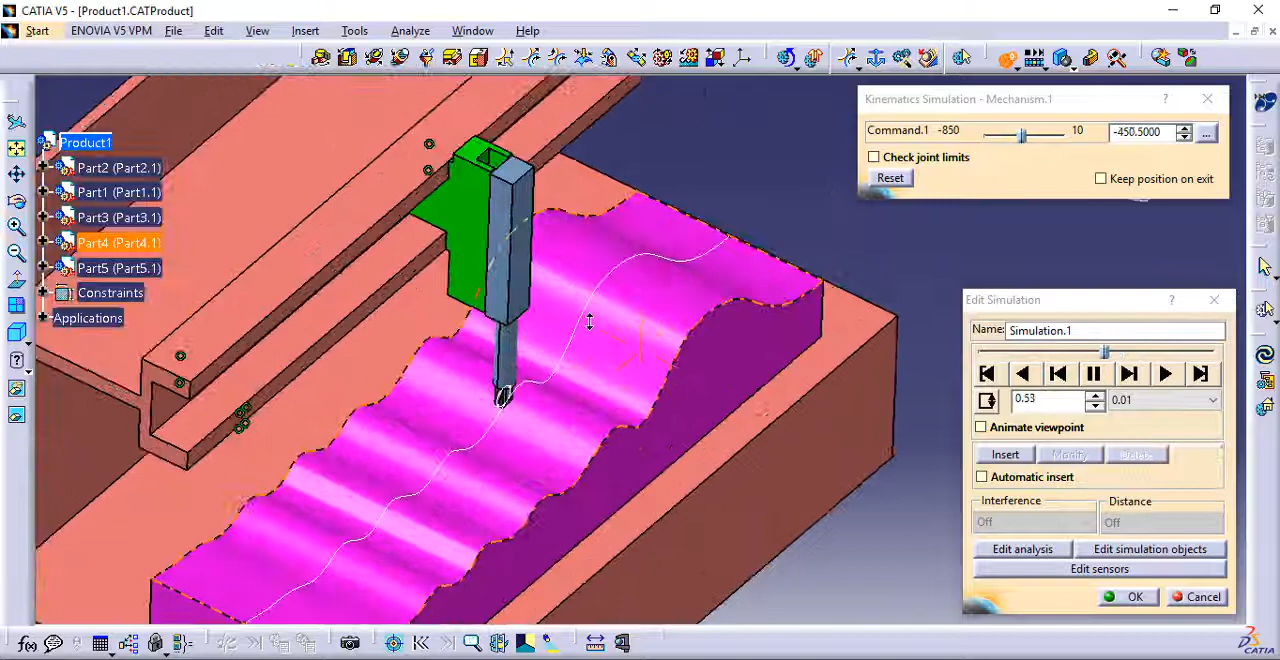 CATIA V5 - [Product1.CATProduct]
Start ENOVIA V5 VPM File Edit View Insert Tools Analyze Window Help
Product1
Part2 (Part2.1)
Part1 (Part1.1)
Part3 (Part3.1)
Part4 (Part4.1)
Part5 (Part5.1)
Constraints
Applications
Kinematics Simulation - Mechanism.1 ?
Command.1 -850 10 -450.5000 ...
Check joint limits
Reset Keep position on exit
Edit Simulation ?
Name: Simulation.1
0.53 0.01
Animate viewpoint
Insert Modify Delete
Automatic insert
Interference Distance
Off Off
Edit analysis Edit simulation objects
Edit sensors
OK Cancel
f(x)
CATIA